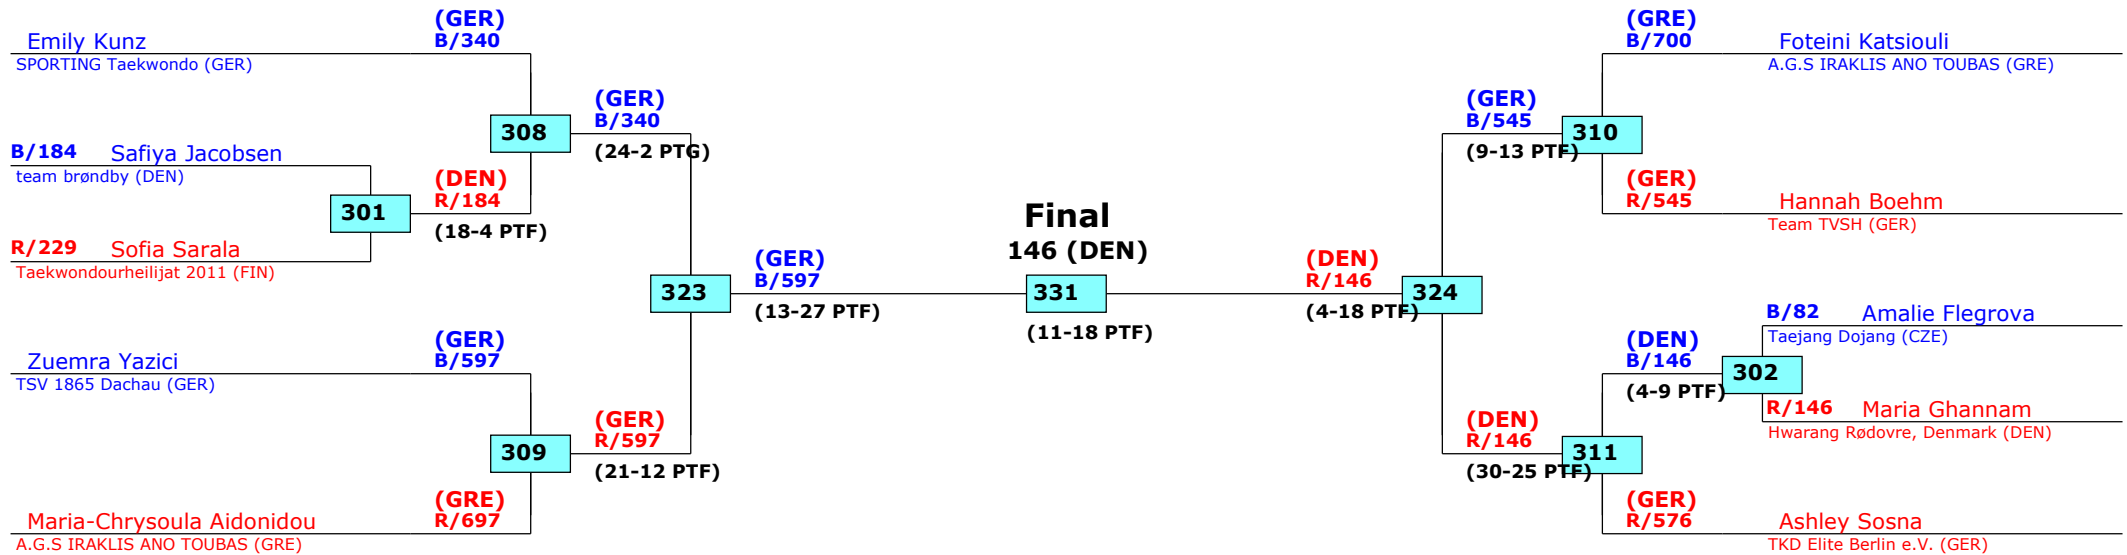 (GER)
Emily Kunz
B/340
SPORTING Taekwondo (GER)
(GER)
308
B/340
(24-2 PTG)
B/184 Safiya Jacobsen
team brøndby (DEN)
(DEN)
301
R/184
(18-4 PTF)
R/229 Sofia Sarala
Taekwondourheilijat 2011 (FIN)
(GER)
323
B/597
(13-27 PTF)
(GER)
Zuemra Yazici
B/597
TSV 1865 Dachau (GER)
(GER)
309
R/597
(21-12 PTF)
(GRE)
Maria-Chrysoula Aidonidou
R/697
A.G.S IRAKLIS ANO TOUBAS (GRE)
Final
146 (DEN)
331
(11-18 PTF)
(GRE)
B/700
Foteini Katsiouli
A.G.S IRAKLIS ANO TOUBAS (GRE)
(GER)
B/545
310
(9-13 PTF)
(GER)
R/545
Hannah Boehm
Team TVSH (GER)
(DEN)
R/146
324
(4-18 PTF)
B/82 Amalie Flegrova
Taejang Dojang (CZE)
(DEN)
B/146
302
(4-9 PTF)
R/146 Maria Ghannam
Hwarang Rødovre, Denmark (DEN)
(DEN)
R/146
311
(30-25 PTF)
(GER)
R/576
Ashley Sosna
TKD Elite Berlin e.V. (GER)